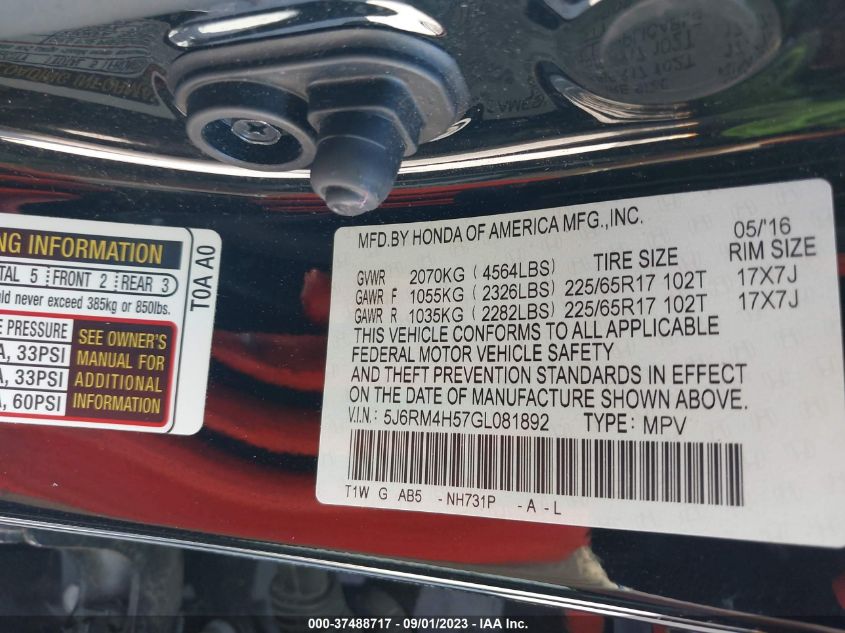 NG INFORMATION
TOTAL 5 FRONT 2 REAR 3
ld never exceed 385kg or 850lbs.
E PRESSURE
A, 33PSI
A, 33PSI
A, 60PSI
SEE OWNER'S
MANUAL FOR
ADDITIONAL
INFORMATION
T0A A0
MFD.BY HONDA OF AMERICA MFG.,INC. 05/'16
TIRE SIZE RIM SIZE
GVWR 2070KG (4564LBS)
GAWR F 1055KG (2326LBS) 225/65R17 102T 17X7J
GAWR R 1035KG (2282LBS) 225/65R17 102T 17X7J
THIS VEHICLE CONFORMS TO ALL APPLICABLE
FEDERAL MOTOR VEHICLE SAFETY
AND THEFT PREVENTION STANDARDS IN EFFECT
ON THE DATE OF MANUFACTURE SHOWN ABOVE.
V.I.N.: 5J6RM4H57GL081892 TYPE: MPV
T1W G AB5 -NH731P -A-L
000-37488717 - 09/01/2023 - IAA Inc.